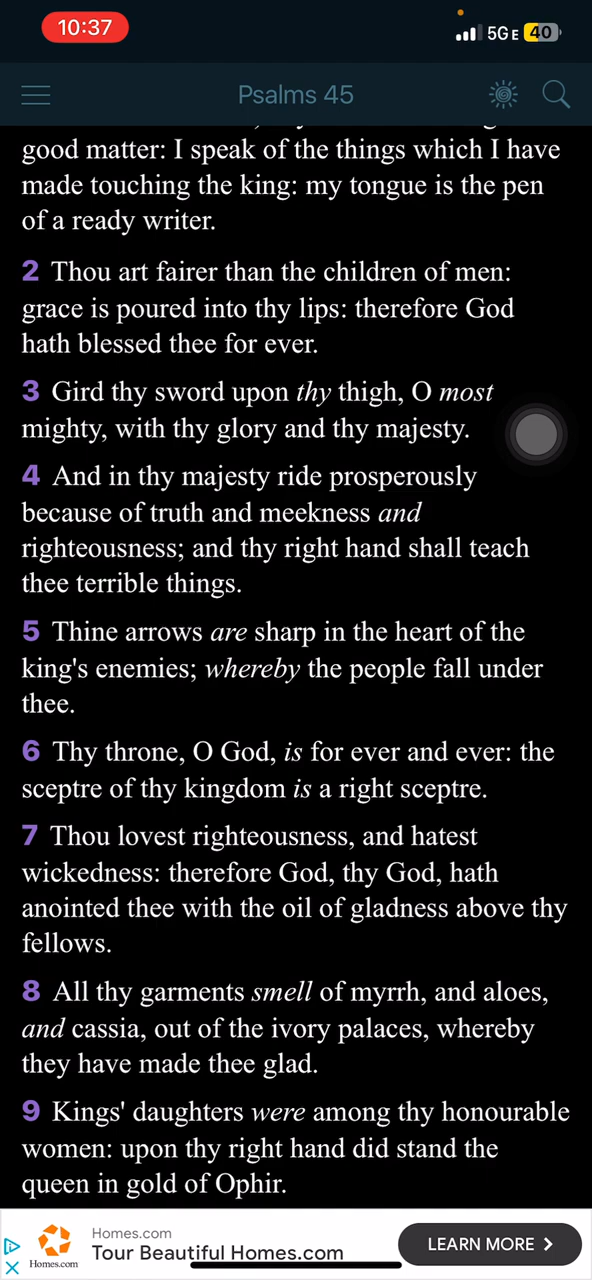 10:37
5G E 40
Psalms 45
good matter: I speak of the things which I have
made touching the king: my tongue is the pen
of a ready writer.
2 Thou art fairer than the children of men:
grace is poured into thy lips: therefore God
hath blessed thee for ever.
3 Gird thy sword upon thy thigh, O most
mighty, with thy glory and thy majesty.
4 And in thy majesty ride prosperously
because of truth and meekness and
righteousness; and thy right hand shall teach
thee terrible things.
5 Thine arrows are sharp in the heart of the
king's enemies; whereby the people fall under
thee.
6 Thy throne, O God, is for ever and ever: the
sceptre of thy kingdom is a right sceptre.
7 Thou lovest righteousness, and hatest
wickedness: therefore God, thy God, hath
anointed thee with the oil of gladness above thy
fellows.
8 All thy garments smell of myrrh, and aloes,
and cassia, out of the ivory palaces, whereby
they have made thee glad.
9 Kings' daughters were among thy honourable
women: upon thy right hand did stand the
queen in gold of Ophir.
Homes.com
Homes.com
Tour Beautiful Homes.com
LEARN MORE